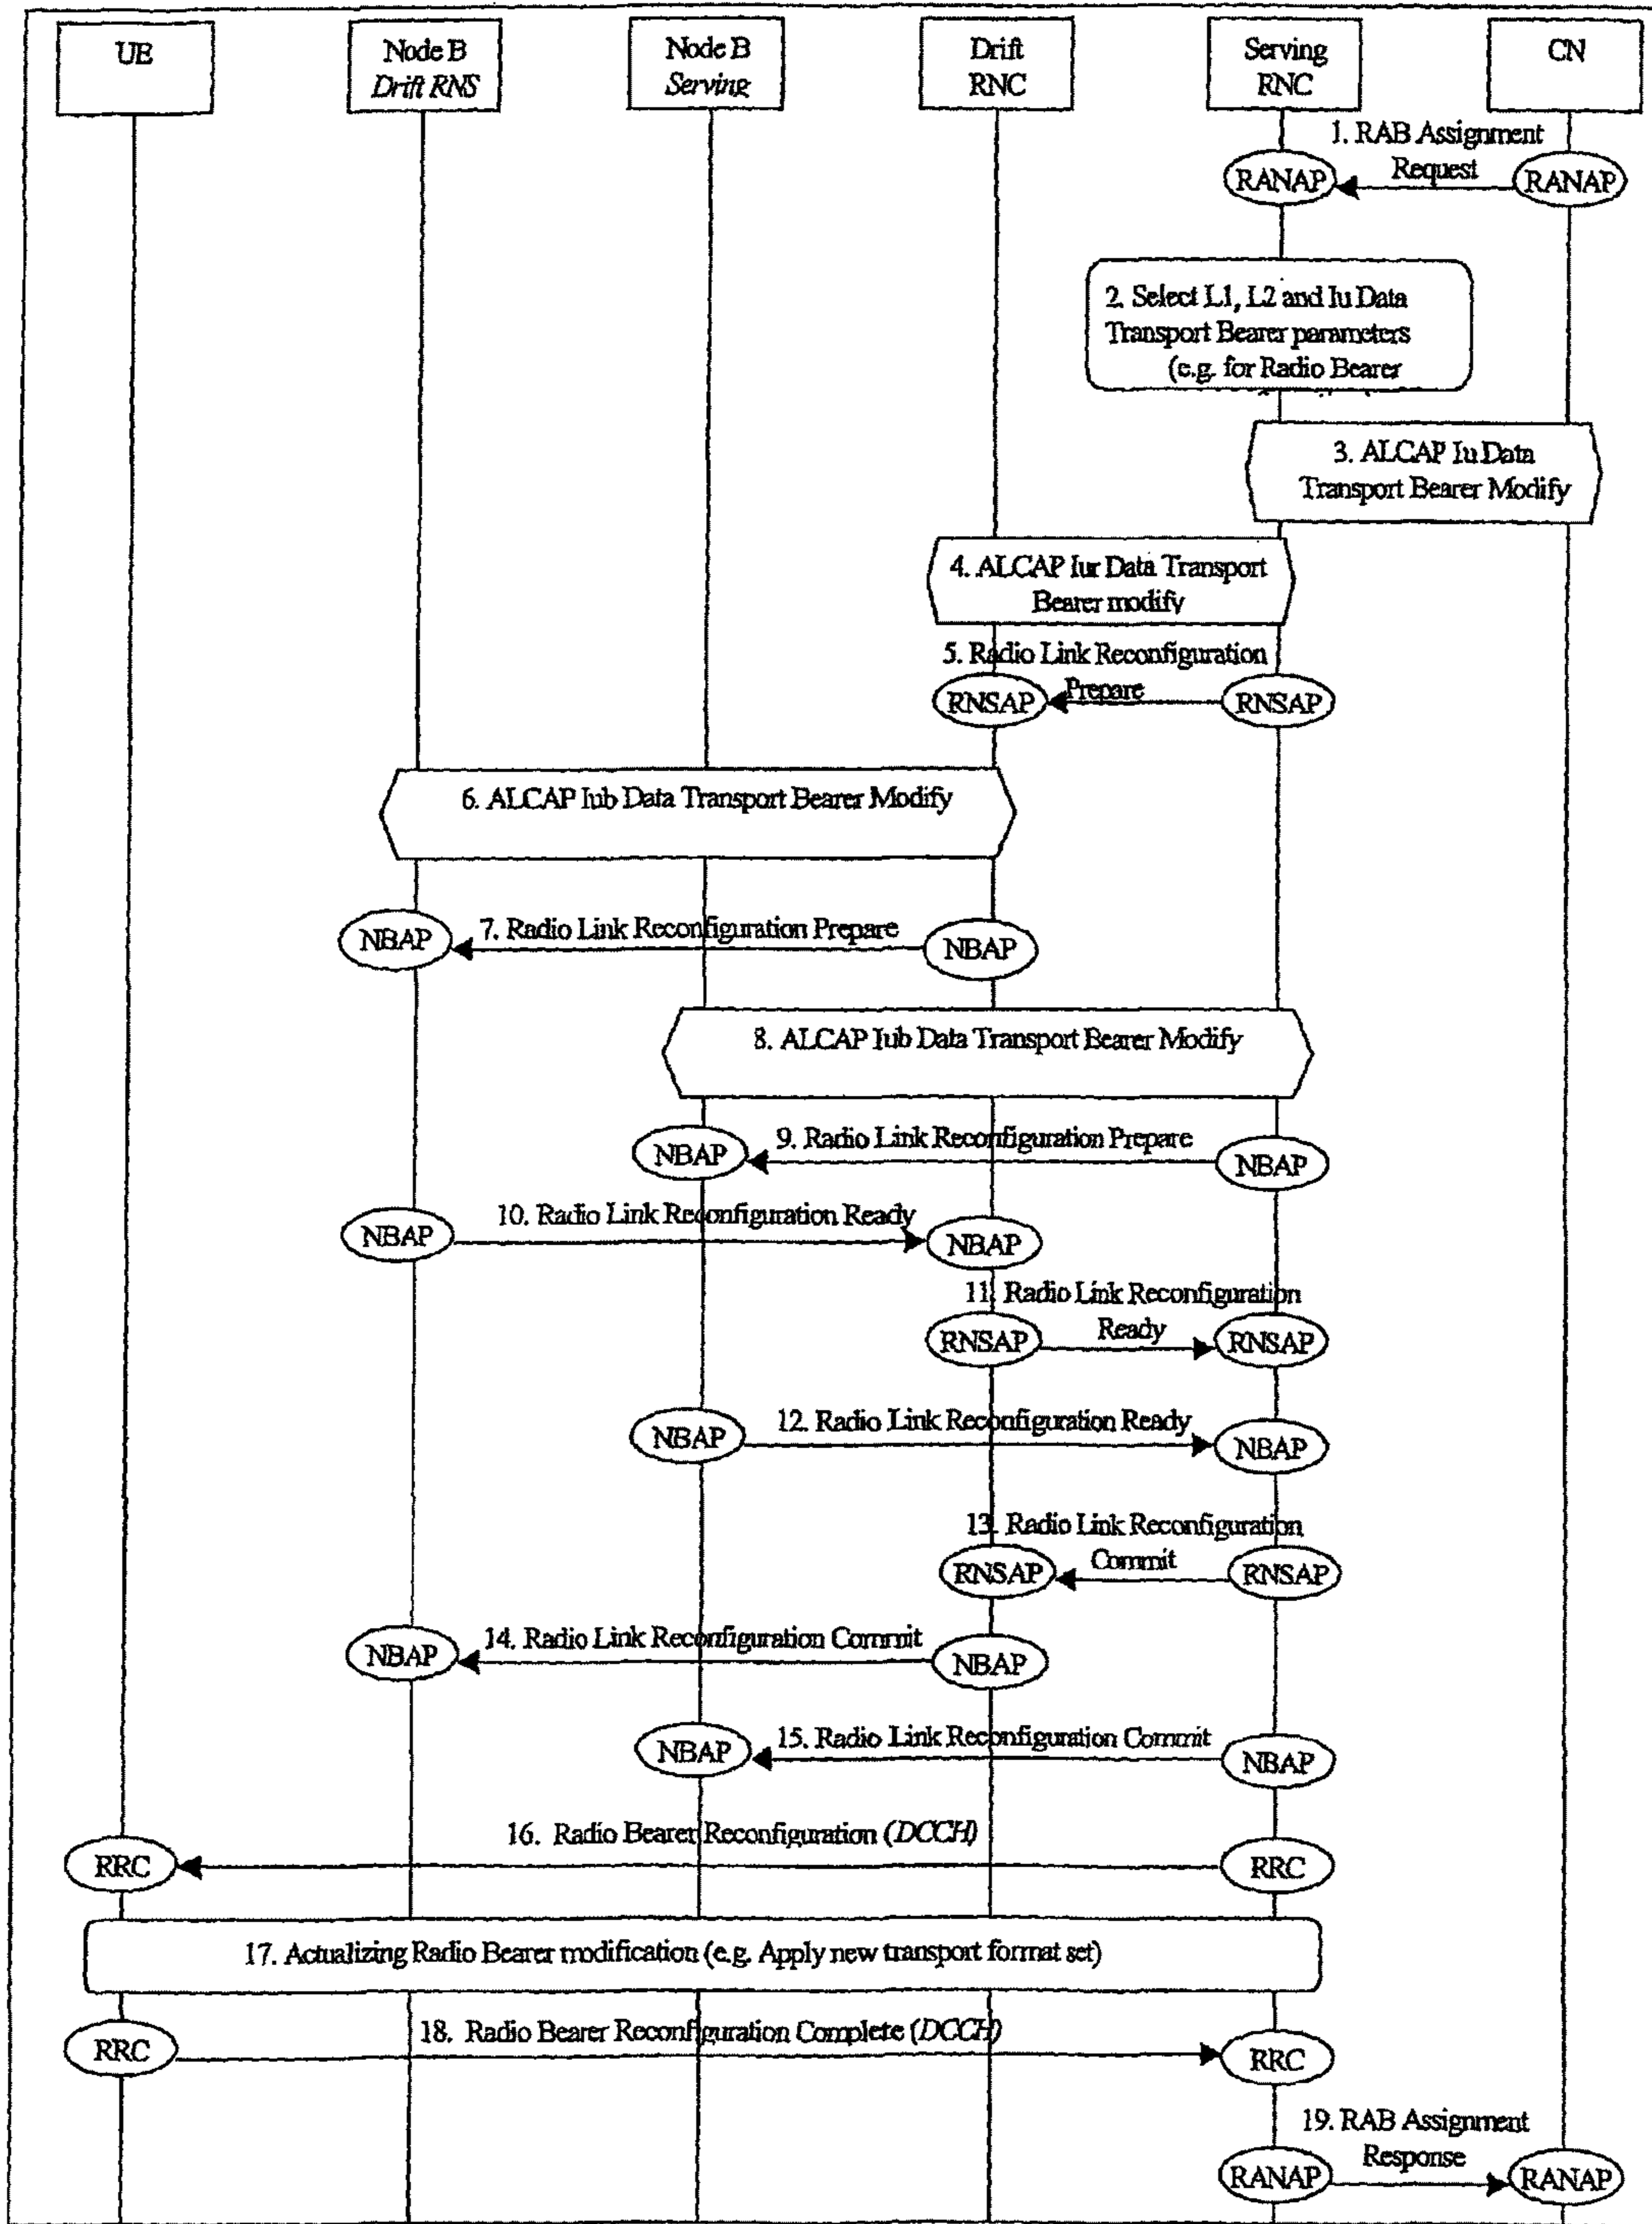 UE
Node B
Drift RNS
Node B
Serving
Drift
RNC
Serving
RNC
CN
1. RAB Assignment
Request
RANAP
RANAP
2. Select L1, L2 and Iu Data
Transport Bearer parameters
(e.g. for Radio Bearer
3. ALCAP Iu Data
Transport Bearer Modify
4. ALCAP Iur Data Transport
Bearer modify
5. Radio Link Reconfiguration
Prepare
RNSAP
RNSAP
6. ALCAP Iub Data Transport Bearer Modify
7. Radio Link Reconfiguration Prepare
NBAP
NBAP
8. ALCAP Iub Data Transport Bearer Modify
9. Radio Link Reconfiguration Prepare
NBAP
NBAP
10. Radio Link Reconfiguration Ready
NBAP
NBAP
11. Radio Link Reconfiguration
Ready
RNSAP
RNSAP
12. Radio Link Reconfiguration Ready
NBAP
NBAP
13. Radio Link Reconfiguration
Commit
RNSAP
RNSAP
14. Radio Link Reconfiguration Commit
NBAP
NBAP
15. Radio Link Reconfiguration Commit
NBAP
NBAP
16. Radio Bearer Reconfiguration (DCCH)
RRC
RRC
17. Actualizing Radio Bearer modification (e.g. Apply new transport format set)
18. Radio Bearer Reconfiguration Complete (DCCH)
RRC
RRC
19. RAB Assignment
Response
RANAP
RANAP